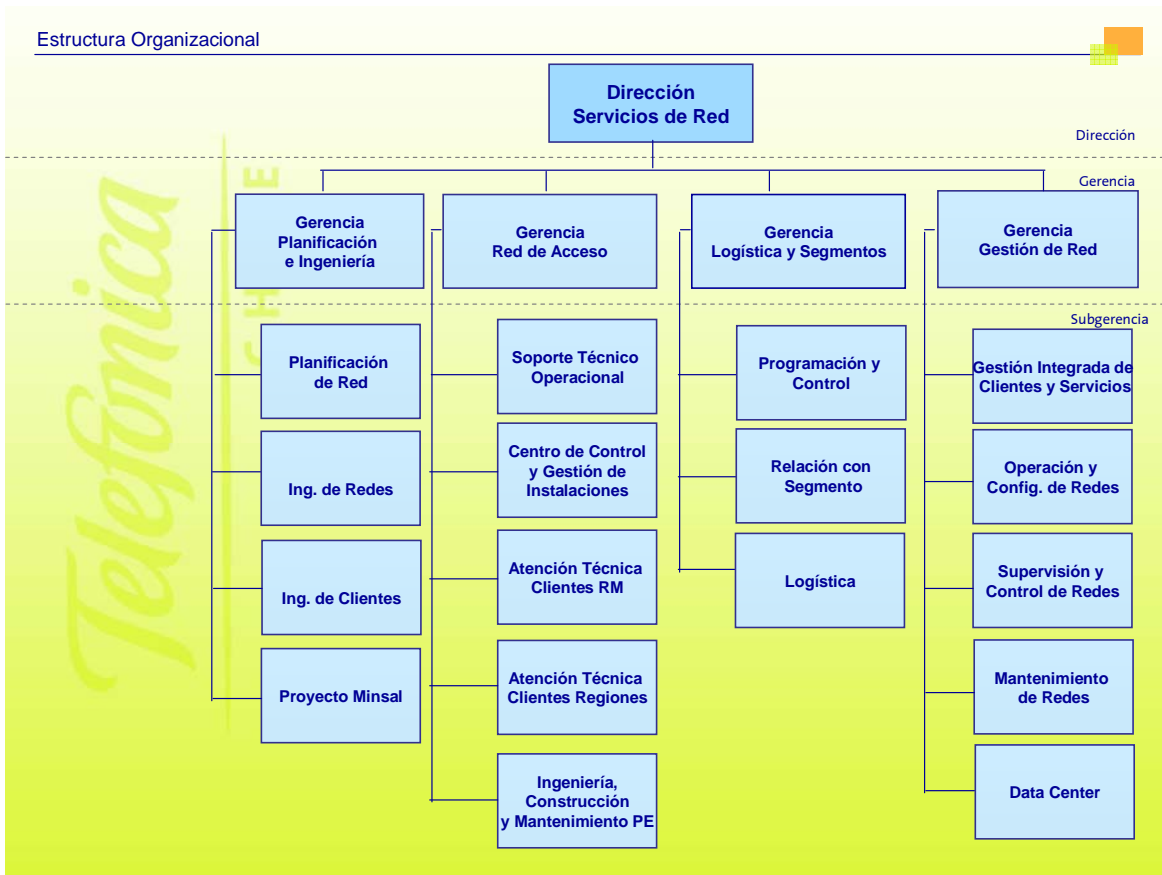 Estructura Organizacional
Dirección
Servicios de Red
Dirección
Gerencia
Gerencia
Planificación
e Ingeniería
Gerencia
Red de Acceso
Gerencia
Logística y Segmentos
Gerencia
Gestión de Red
Subgerencia
Planificación
de Red
Ing. de Redes
Ing. de Clientes
Proyecto Minsal
Soporte Técnico
Operacional
Centro de Control
y Gestión de
Instalaciones
Atención Técnica
Clientes RM
Atención Técnica
Clientes Regiones
Ingeniería,
Construcción
y Mantenimiento PE
Programación y
Control
Relación con
Segmento
Logística
Gestión Integrada de
Clientes y Servicios
Operación y
Config. de Redes
Supervisión y
Control de Redes
Mantenimiento
de Redes
Data Center
Telefónica